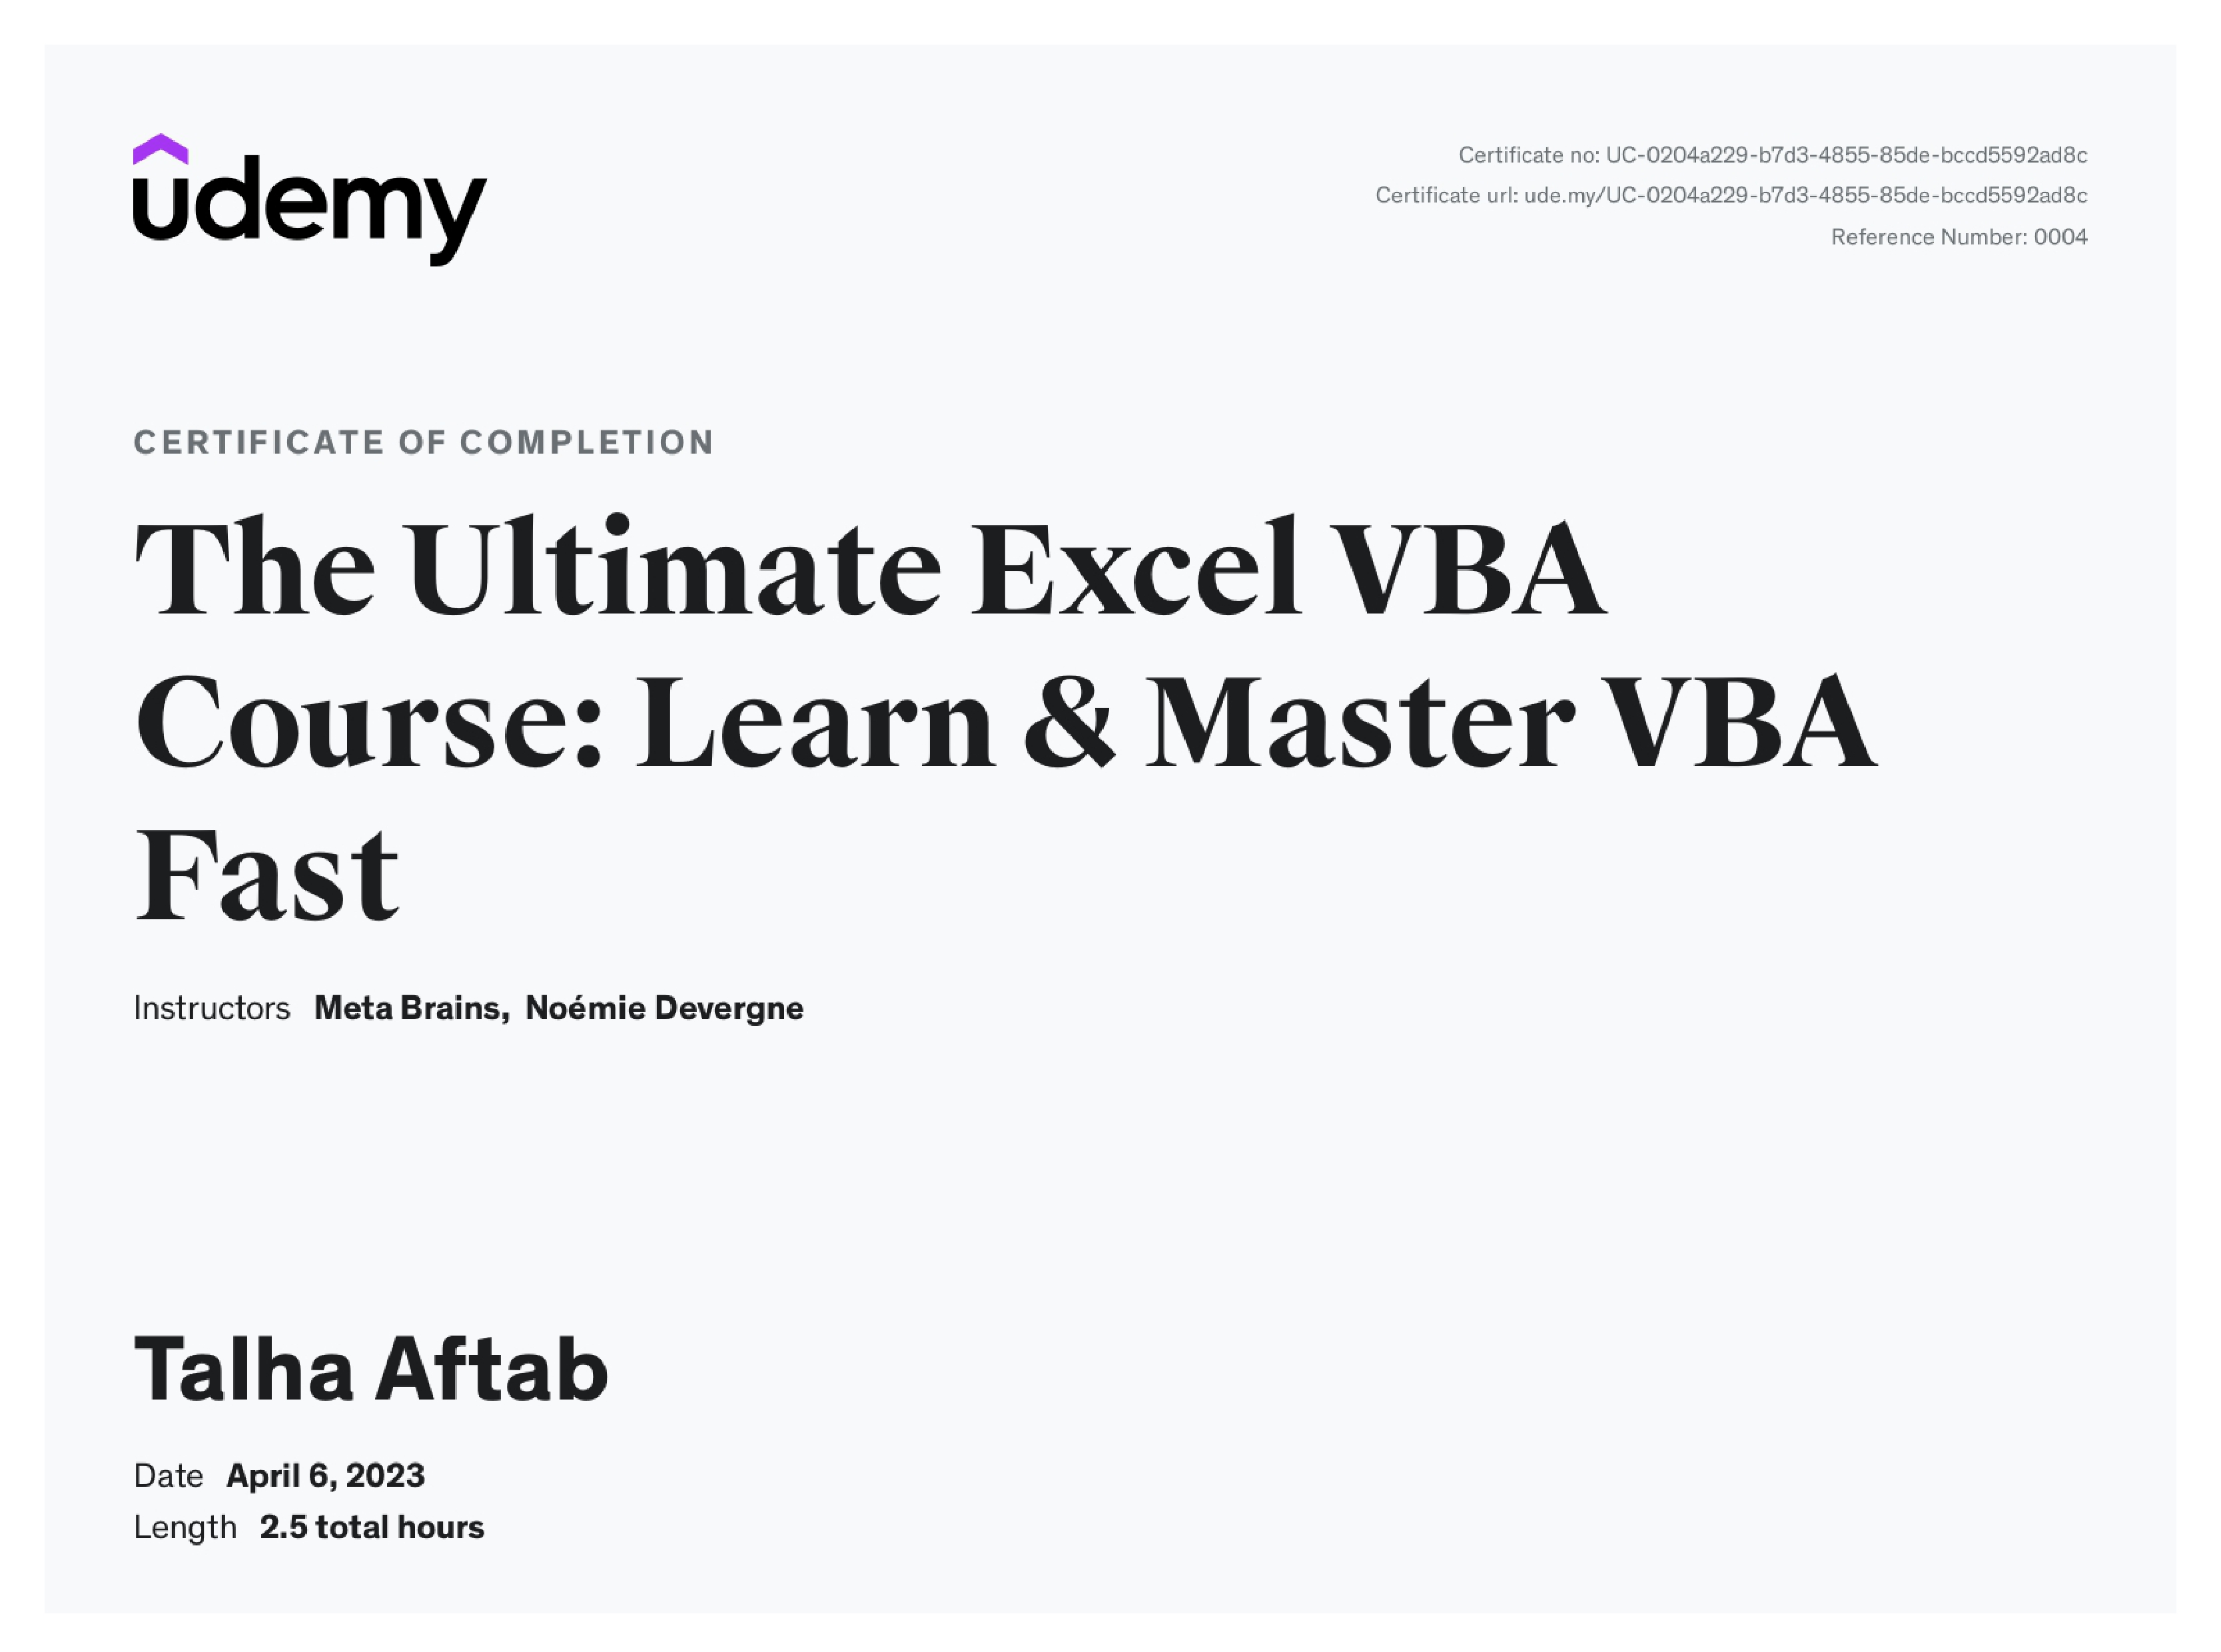 udemy
Certificate no: UC-0204a229-b7d3-4855-85de-bccd5592ad8c
Certificate url: ude.my/UC-0204a229-b7d3-4855-85de-bccd5592ad8c
Reference Number: 0004
CERTIFICATE OF COMPLETION
The Ultimate Excel VBA
Course: Learn & Master VBA
Fast
Instructors Meta Brains, Noémie Devergne
Talha Aftab
Date April 6, 2023
Length 2.5 total hours